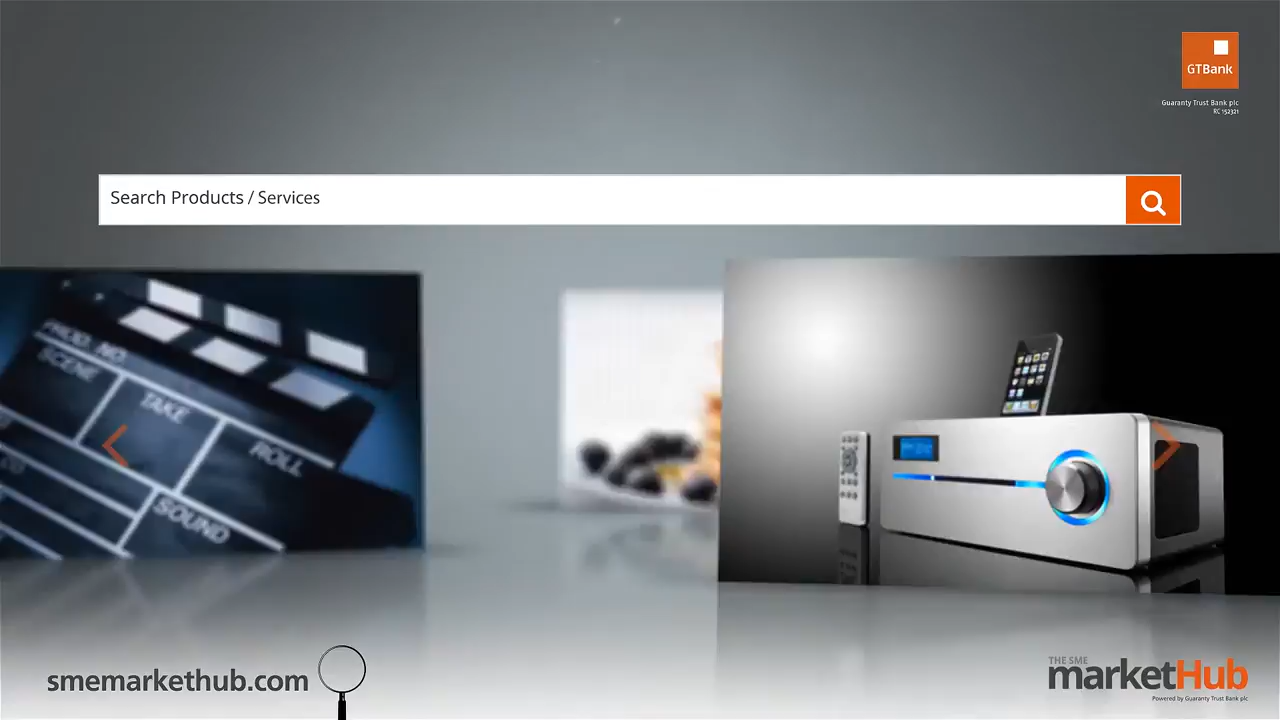 GTBank
Guaranty Trust Bank plc
RC 152321
Search Products / Services
PROD. NO.
SCENE
TAKE
ROLL
SOUND
smemarkethub.com
THE SME
marketHub
Powered by Guaranty Trust Bank plc